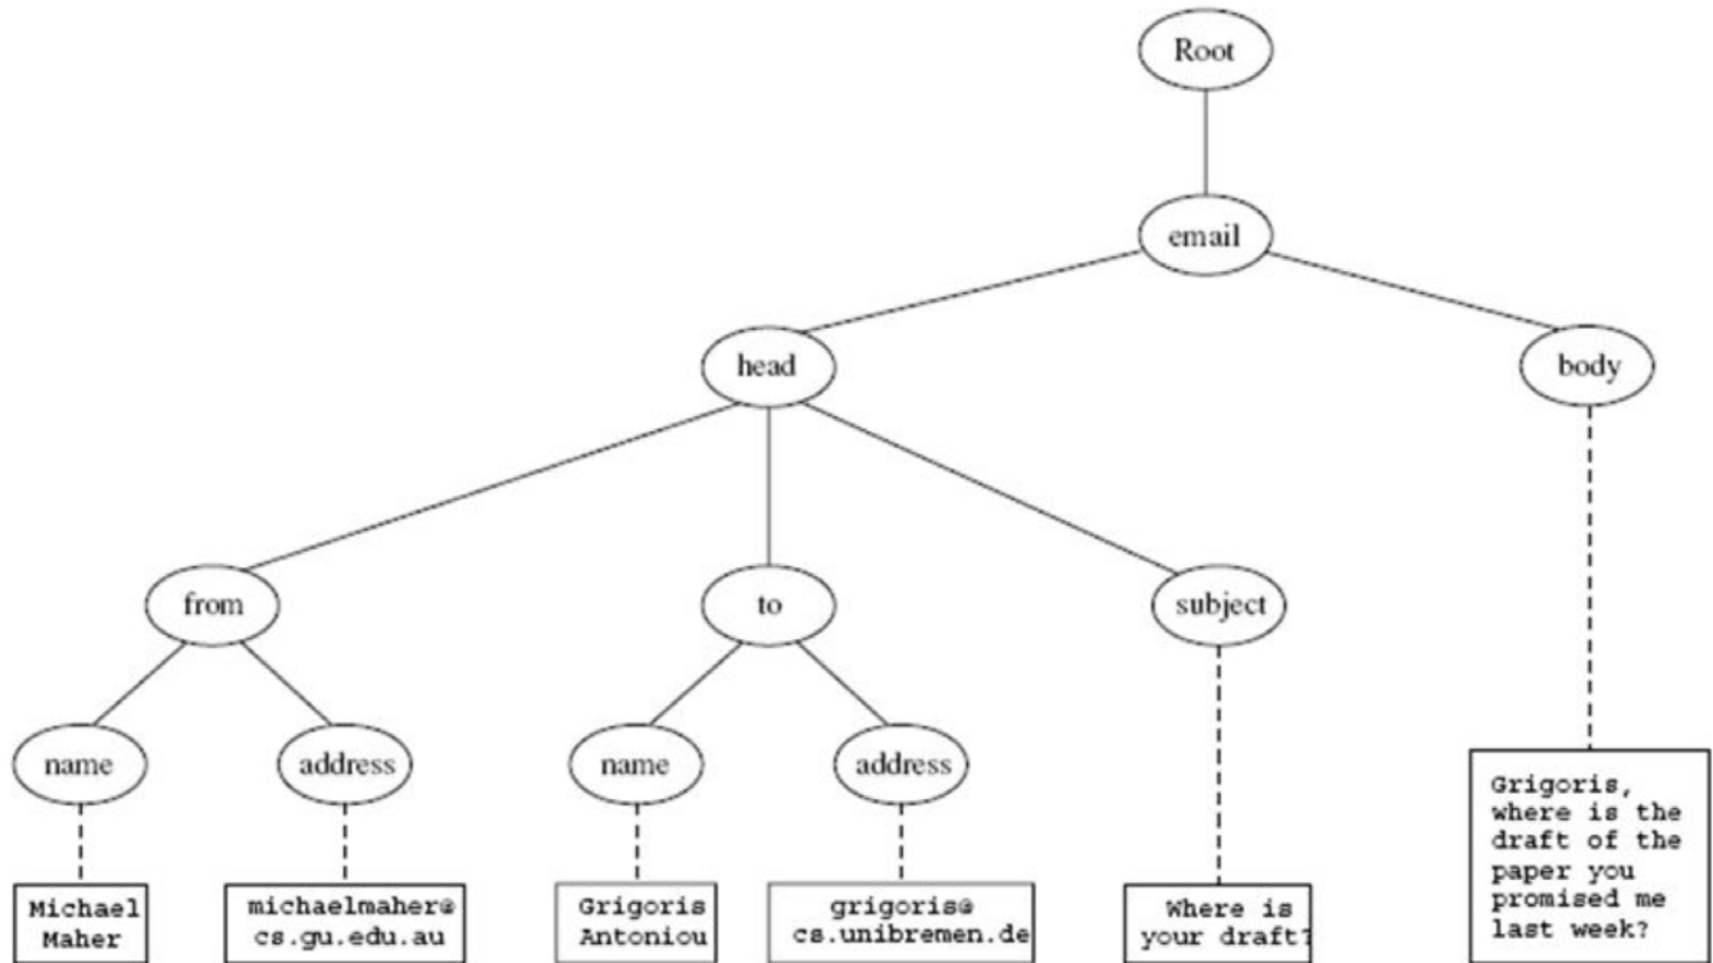 Root
email
head
body
from
to
subject
name
address
name
address
Michael
Maher
michaelmaher@
cs.gu.edu.au
Grigoris
Antoniou
grigoris@
cs.unibremen.de
Where is
your draft?
Grigoris,
where is the
draft of the
paper you
promised me
last week?